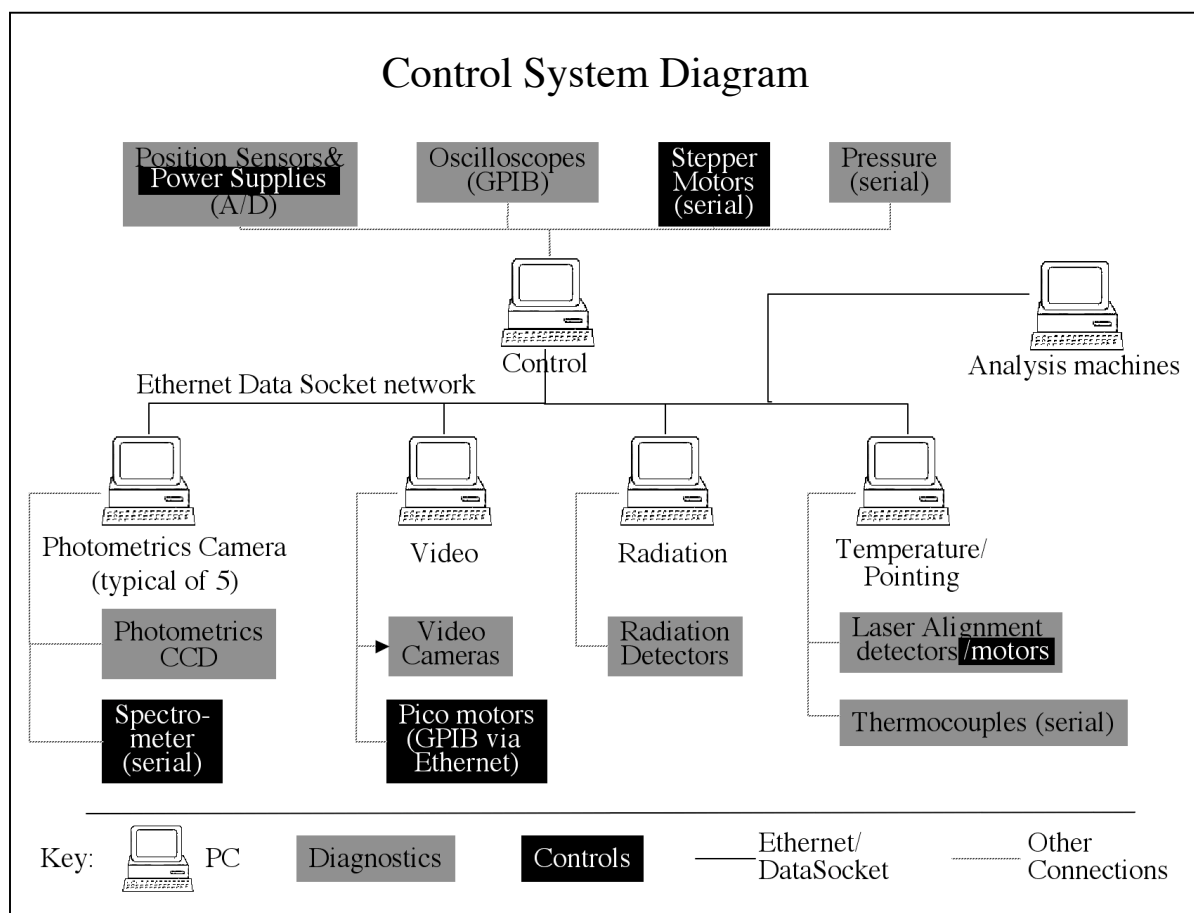 Control System Diagram
Position Sensors&
Power Supplies
(A/D)
Oscilloscopes
(GPIB)
Stepper
Motors
(serial)
Pressure
(serial)
Control
Analysis machines
Ethernet Data Socket network
Photometrics Camera
(typical of 5)
Video
Radiation
Temperature/
Pointing
Photometrics
CCD
Video
Cameras
Radiation
Detectors
Laser Alignment
detectors/motors
Spectro-
meter
(serial)
Pico motors
(GPIB via
Ethernet)
Thermocouples (serial)
Key:
PC
Diagnostics
Controls
Ethernet/
DataSocket
Other
Connections